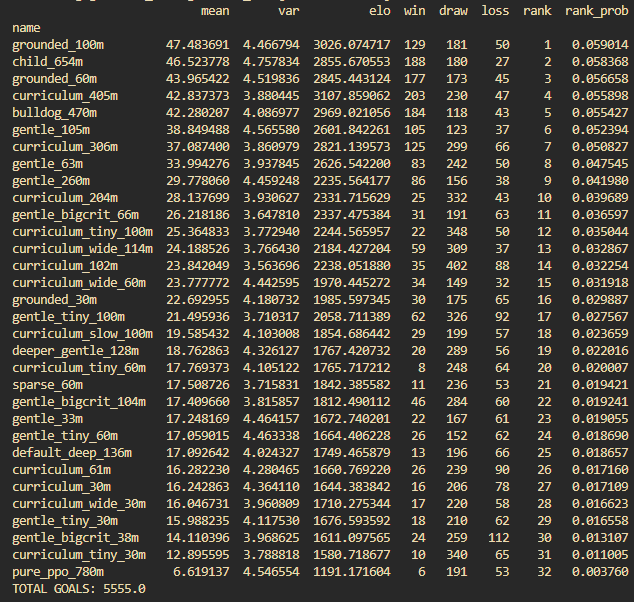 mean var elo win draw loss rank rank_prob
name
grounded_100m 47.483691 4.466794 3026.074717 129 181 50 1 0.059014
child_654m 46.523778 4.757834 2855.670553 188 180 27 2 0.058368
grounded_60m 43.965422 4.519836 2845.443124 177 173 45 3 0.056658
curriculum_405m 42.837373 3.880445 3107.859062 203 230 47 4 0.055898
bulldog_470m 42.280207 4.086977 2969.021056 184 118 43 5 0.055427
gentle_105m 38.849488 4.565580 2601.842261 105 123 37 6 0.052394
curriculum_306m 37.087400 3.860979 2821.139573 125 299 66 7 0.050827
gentle_63m 33.994276 3.937845 2626.542200 83 242 50 8 0.047545
gentle_260m 29.778060 4.459248 2235.564177 86 156 38 9 0.041980
curriculum_204m 28.137699 3.930627 2331.715629 25 332 43 10 0.039689
gentle_bigcrit_66m 26.218186 3.647810 2337.475384 31 191 63 11 0.036597
curriculum_tiny_100m 25.364833 3.772940 2244.565957 22 348 50 12 0.035044
curriculum_wide_114m 24.188526 3.766430 2184.427204 59 309 37 13 0.032867
curriculum_102m 23.842049 3.563696 2238.051880 35 402 88 14 0.032254
curriculum_wide_60m 23.777772 4.442595 1970.445272 34 149 32 15 0.031918
grounded_30m 22.692955 4.180732 1985.597345 30 175 65 16 0.029887
gentle_tiny_100m 21.495936 3.710317 2058.711389 62 326 92 17 0.027567
curriculum_slow_100m 19.585432 4.103008 1854.686442 29 199 57 18 0.023659
deeper_gentle_128m 18.762863 4.326127 1767.420732 20 289 56 19 0.022016
curriculum_tiny_60m 17.769373 4.105122 1765.717212 8 248 64 20 0.020007
sparse_60m 17.508726 3.715831 1842.385582 11 236 53 21 0.019421
gentle_bigcrit_104m 17.409660 3.815857 1812.490112 46 284 60 22 0.019241
gentle_33m 17.248169 4.464157 1672.740201 22 167 61 23 0.019055
gentle_tiny_60m 17.059015 4.463338 1664.406228 26 152 62 24 0.018690
default_deep_136m 17.092642 4.024327 1749.465879 13 196 66 25 0.018657
curriculum_61m 16.282230 4.280465 1660.769220 26 239 90 26 0.017160
curriculum_30m 16.242863 4.364110 1644.383842 16 206 78 27 0.017109
curriculum_wide_30m 16.046731 3.960809 1710.275344 17 220 58 28 0.016623
gentle_tiny_30m 15.988235 4.117530 1676.593592 18 210 62 29 0.016558
gentle_bigcrit_38m 14.110396 3.968625 1611.097565 24 259 112 30 0.013107
curriculum_tiny_30m 12.895595 3.788818 1580.718677 10 340 65 31 0.011005
pure_ppo_780m 6.619137 4.546554 1191.171604 6 191 53 32 0.003760
TOTAL GOALS: 5555.0